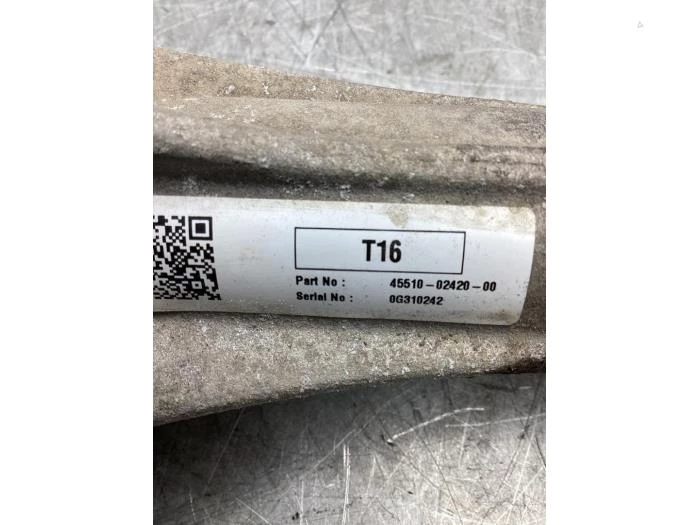 T16
Part No : 45510-02420-00
Serial No : 0G310242